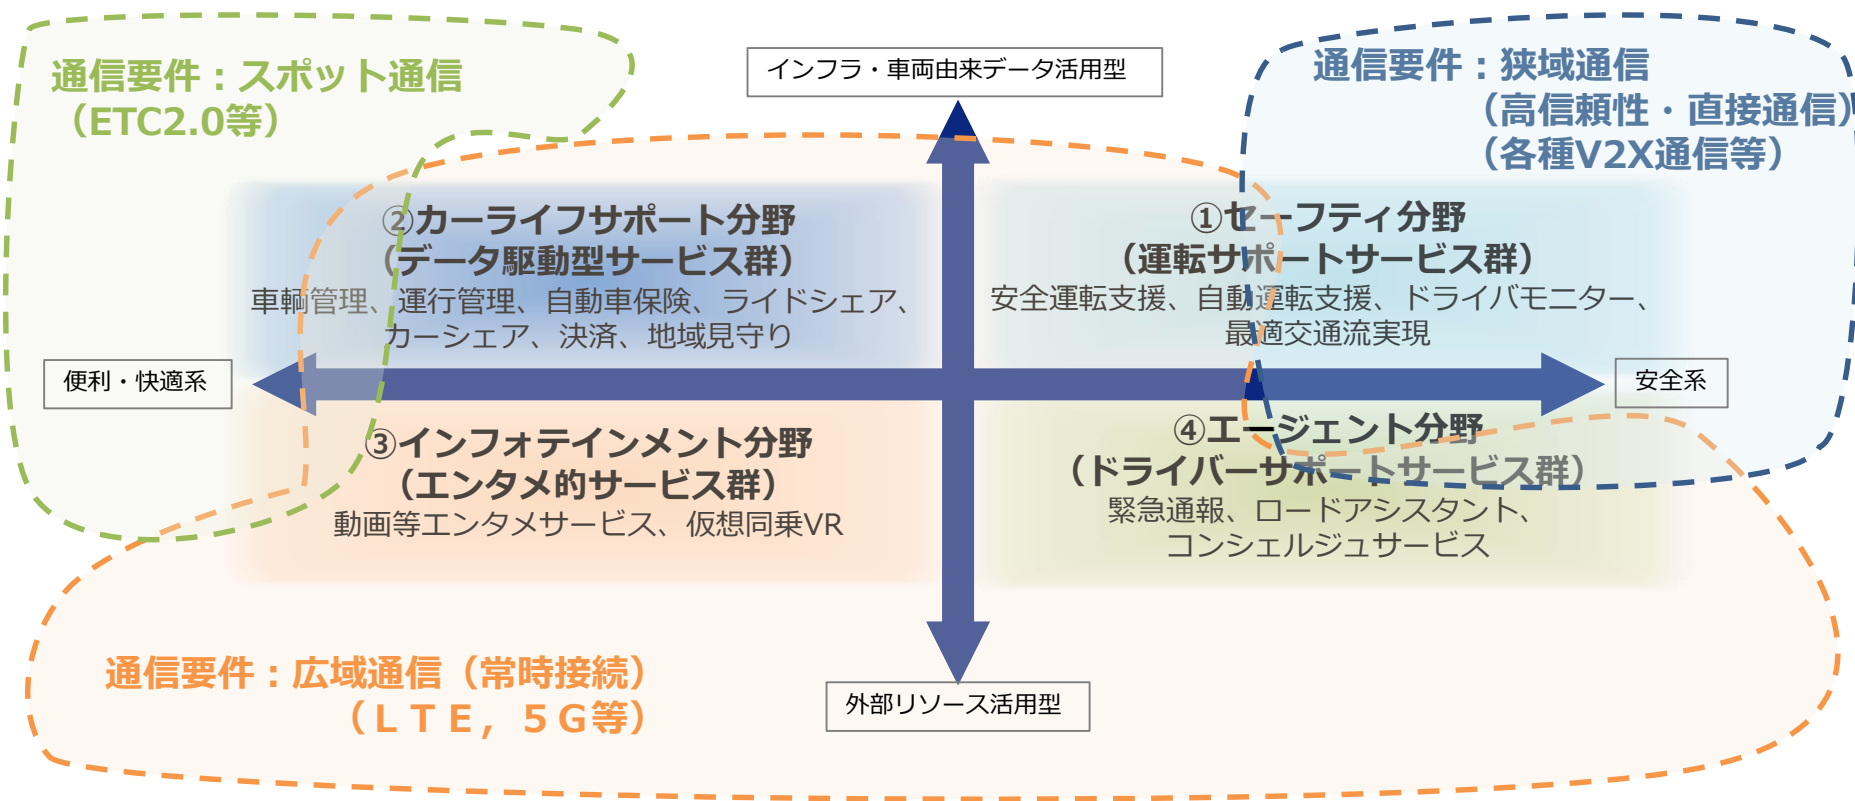 通信要件：スポット通信
（ETC2.0等）
インフラ・車両由来データ活用型
通信要件：狭域通信
（高信頼性・直接通信）
（各種V2X通信等）
②カーライフサポート分野
（データ駆動型サービス群）
車輌管理、運行管理、自動車保険、ライドシェア、
カーシェア、決済、地域見守り
①セーフティ分野
（運転サポートサービス群）
安全運転支援、自動運転支援、ドライバモニター、
最適交通流実現
便利・快適系
安全系
③インフォテインメント分野
（エンタメ的サービス群）
動画等エンタメサービス、仮想同乗VR
④エージェント分野
（ドライバーサポートサービス群）
緊急通報、ロードアシスタント、
コンシェルジュサービス
通信要件：広域通信（常時接続）
（ＬＴＥ，５Ｇ等）
外部リソース活用型